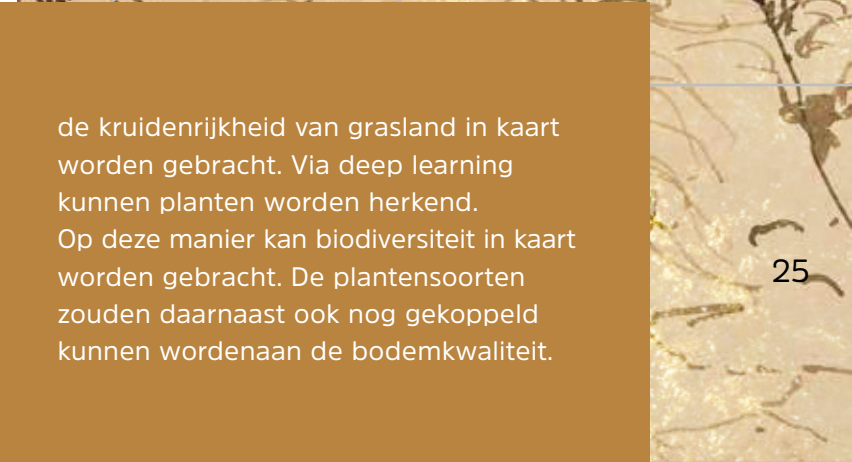 de kruidenrijkheid van grasland in kaart
worden gebracht. Via deep learning
kunnen planten worden herkend.
Op deze manier kan biodiversiteit in kaart
worden gebracht. De plantensoorten
zouden daarnaast ook nog gekoppeld
kunnen wordenaan de bodemkwaliteit.
25